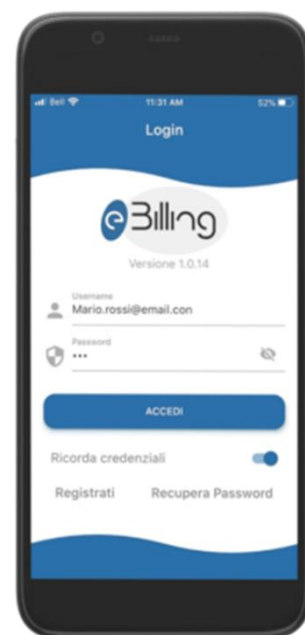 Bell 11:31 AM 52%
Login
eBilling
Versione 1.0.14
Username
Mario.rossi@email.con
Password
•••
ACCEDI
Ricorda credenziali
Registrati Recupera Password